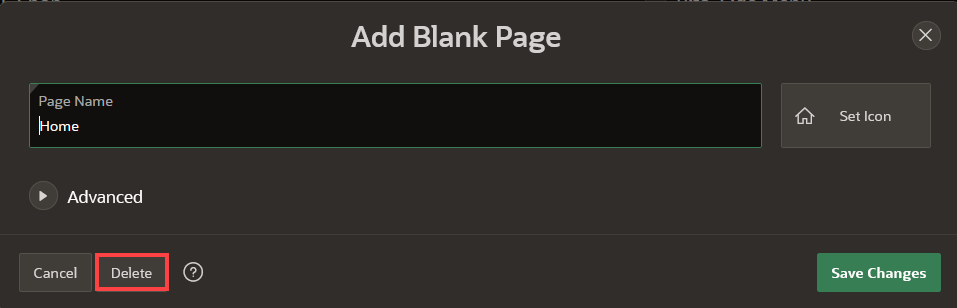 Add Blank Page
Page Name
Home
Set Icon
Advanced
Cancel
Delete
?
Save Changes